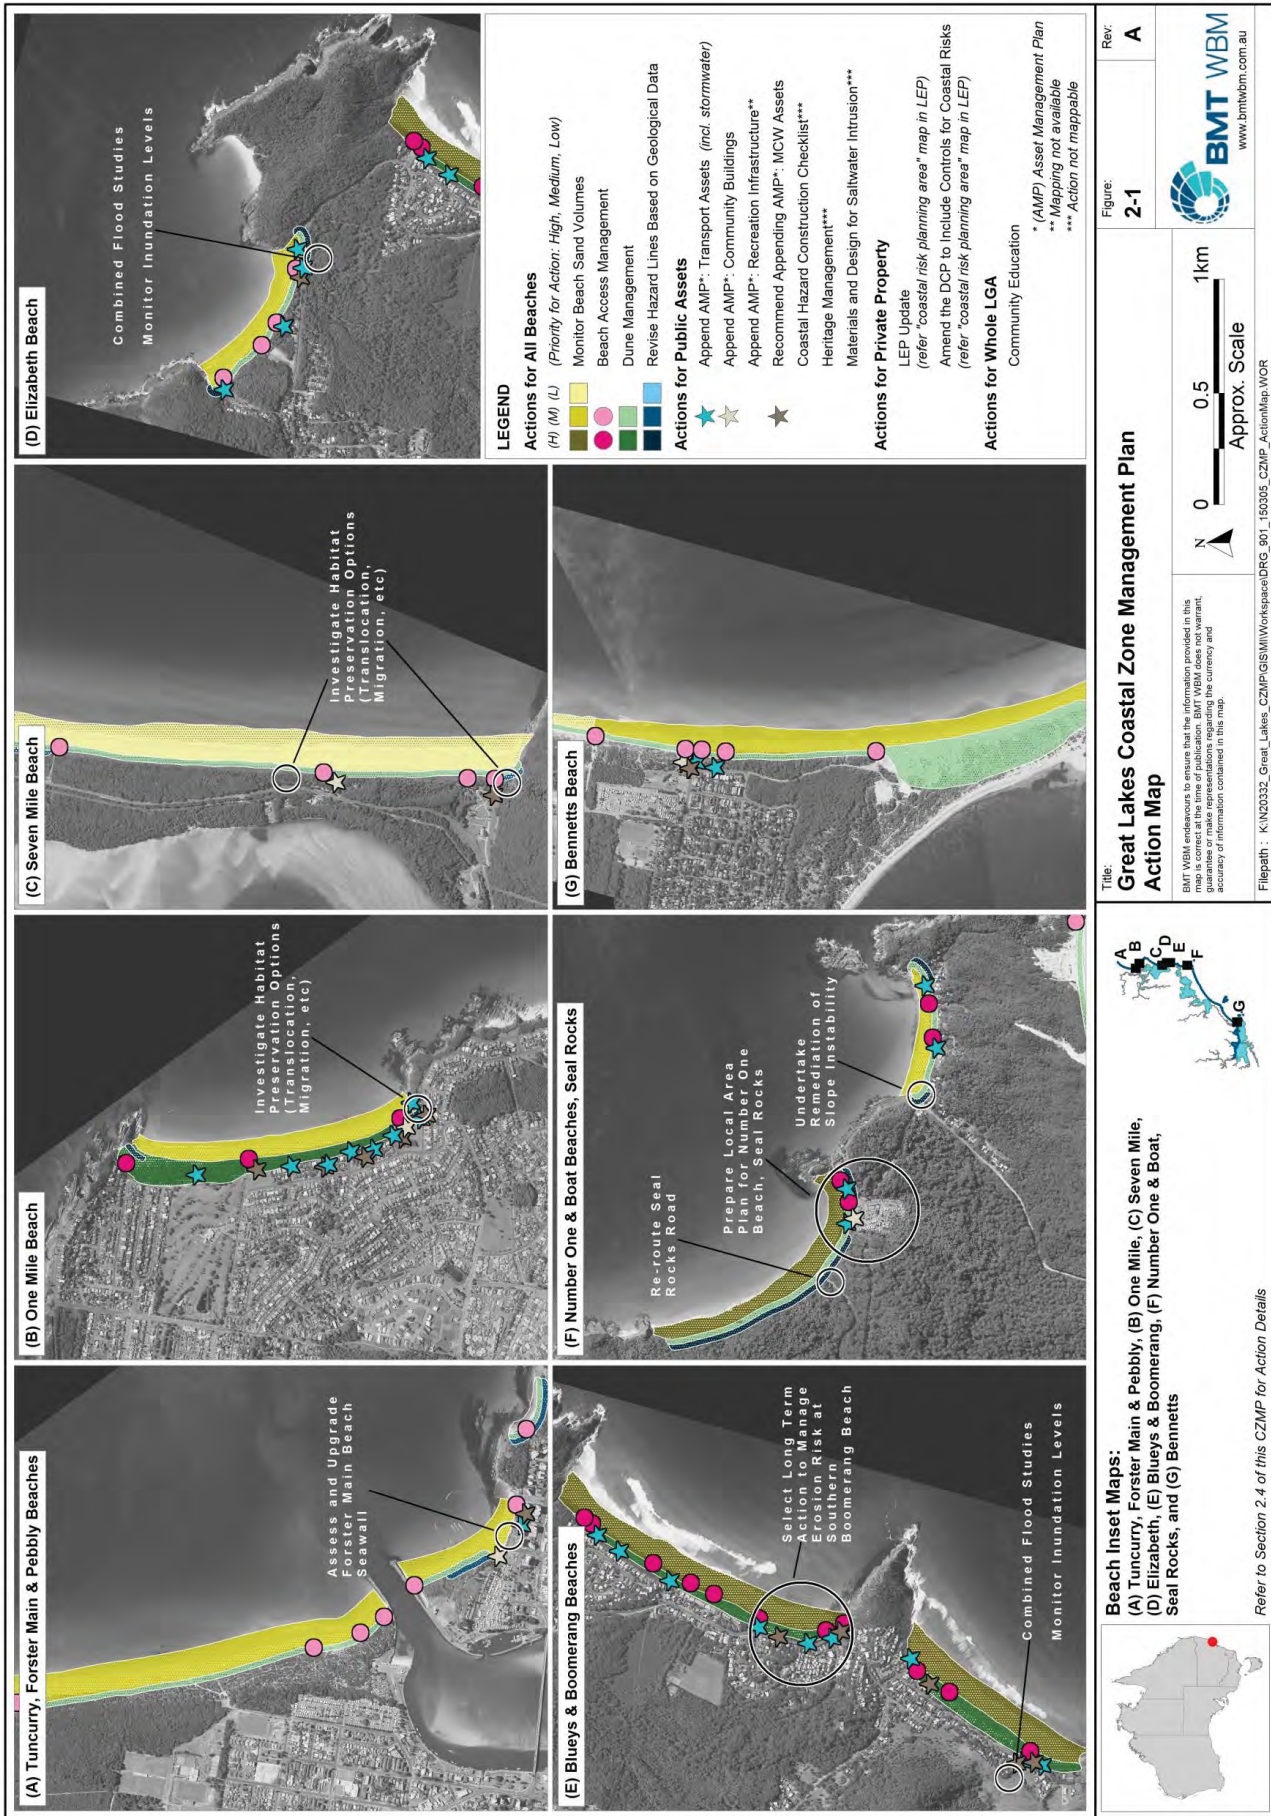 (A) Tuncurry, Forster Main & Pebbly Beaches
Assess and Upgrade
Forster Main Beach
Seawall
(B) One Mile Beach
Investigate Habitat
Preservation Options
(Translocation,
Migration, etc)
(C) Seven Mile Beach
Investigate Habitat
Preservation Options
(Translocation,
Migration, etc)
(D) Elizabeth Beach
Combined Flood Studies
Monitor Inundation Levels
(E) Blueys & Boomerang Beaches
Select Long Term
Action to Manage
Erosion Risk at
Southern
Boomerang Beach
Combined Flood Studies
Monitor Inundation Levels
(F) Number One & Boat Beaches, Seal Rocks
Re-route Seal
Rocks Road
Prepare Local Area
Plan for Number One
Beach, Seal Rocks
Undertake
Remediation of
Slope Instability
(G) Bennetts Beach
LEGEND
Actions for All Beaches
(H) (M) (L) (Priority for Action: High, Medium, Low)
Monitor Beach Sand Volumes
Beach Access Management
Dune Management
Revise Hazard Lines Based on Geological Data
Actions for Public Assets
Append AMP*: Transport Assets (incl. stormwater)
Append AMP*: Community Buildings
Append AMP*: Recreation Infrastructure**
Recommend Appending AMP*: MCW Assets
Coastal Hazard Construction Checklist***
Heritage Management***
Materials and Design for Saltwater Intrusion***
Actions for Private Property
LEP Update
(refer "coastal risk planning area" map in LEP)
Amend the DCP to Include Controls for Coastal Risks
(refer "coastal risk planning area" map in LEP)
Actions for Whole LGA
Community Education
* (AMP) Asset Management Plan
** Mapping not available
*** Action not mappable
Beach Inset Maps:
(A) Tuncurry, Forster Main & Pebbly, (B) One Mile, (C) Seven Mile,
(D) Elizabeth, (E) Blueys & Boomerang, (F) Number One & Boat,
Seal Rocks, and (G) Bennetts
Refer to Section 2.4 of this CZMP for Action Details
A
B
C
D
E
F
G
Title:
Great Lakes Coastal Zone Management Plan
Action Map
Figure:
2-1
Rev:
A
BMT WBM endeavours to ensure that the information provided in this
map is correct at the time of publication. BMT WBM does not warrant,
guarantee or make representations regarding the currency and
accuracy of information contained in this map.
N
0 0.5 1km
Approx. Scale
BMT WBM
www.bmtwbm.com.au
Filepath : K:\N20332_Great_Lakes_CZMP\GIS\MI\Workspace\DRG_901_150305_CZMP_ActionMap.WOR